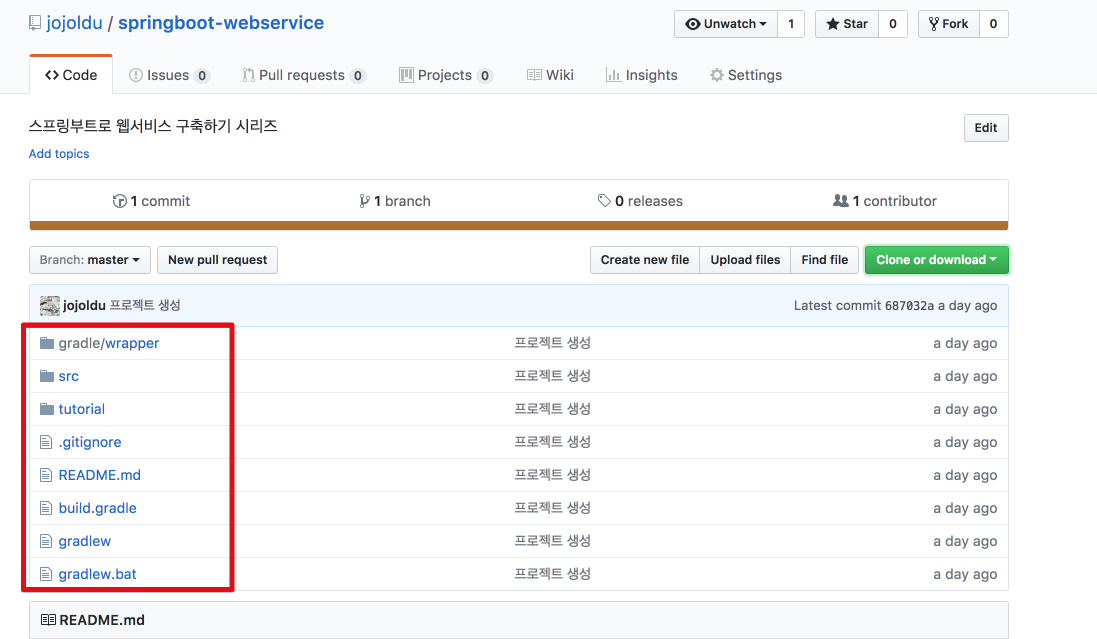 jojoldu / springboot-webservice Unwatch 1 Star 0 Fork 0
Code Issues 0 Pull requests 0 Projects 0 Wiki Insights Settings
스프링부트로 웹서비스 구축하기 시리즈 Edit
Add topics
1 commit 1 branch 0 releases 1 contributor
Branch: master New pull request Create new file Upload files Find file Clone or download
jojoldu 프로젝트 생성 Latest commit 687032a a day ago
gradle/wrapper 프로젝트 생성 a day ago
src 프로젝트 생성 a day ago
tutorial 프로젝트 생성 a day ago
.gitignore 프로젝트 생성 a day ago
README.md 프로젝트 생성 a day ago
build.gradle 프로젝트 생성 a day ago
gradlew 프로젝트 생성 a day ago
gradlew.bat 프로젝트 생성 a day ago
README.md